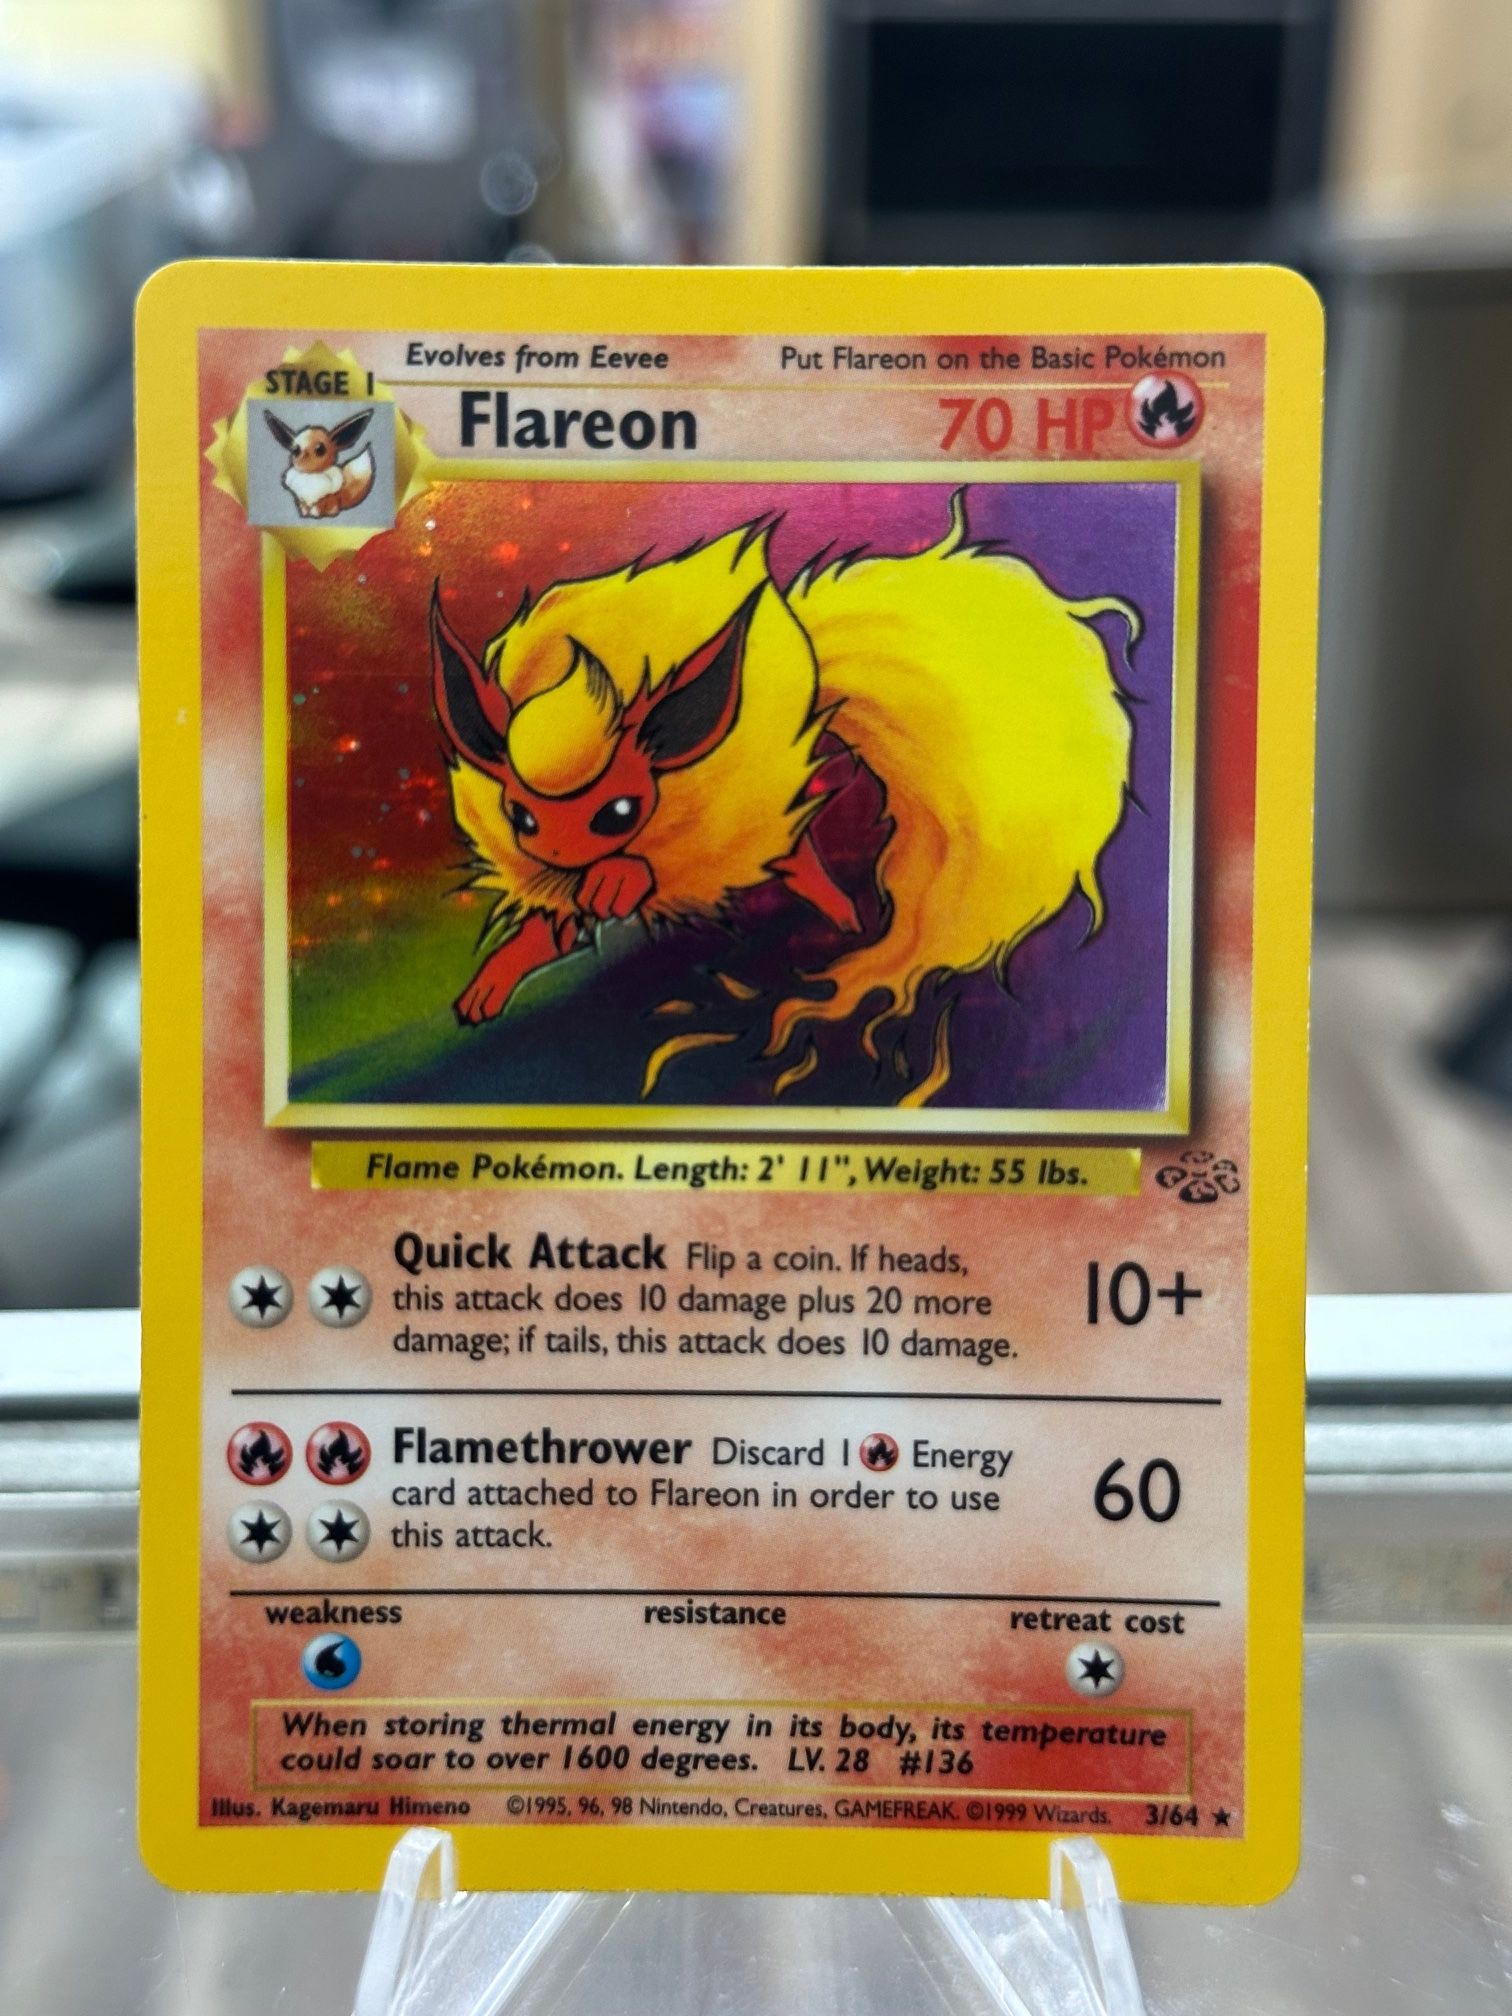 Evolves from Eevee Put Flareon on the Basic Pokémon
STAGE 1
Flareon 70 HP
Flame Pokémon. Length: 2' 11", Weight: 55 lbs.
Quick Attack Flip a coin. If heads,
this attack does 10 damage plus 20 more
damage; if tails, this attack does 10 damage.
10+
Flamethrower Discard 1 Energy
card attached to Flareon in order to use
this attack.
60
weakness resistance retreat cost
When storing thermal energy in its body, its temperature
could soar to over 1600 degrees. LV. 28 #136
Illus. Kagemaru Himeno ©1995, 96, 98 Nintendo, Creatures, GAMEFREAK. ©1999 Wizards. 3/64 ★